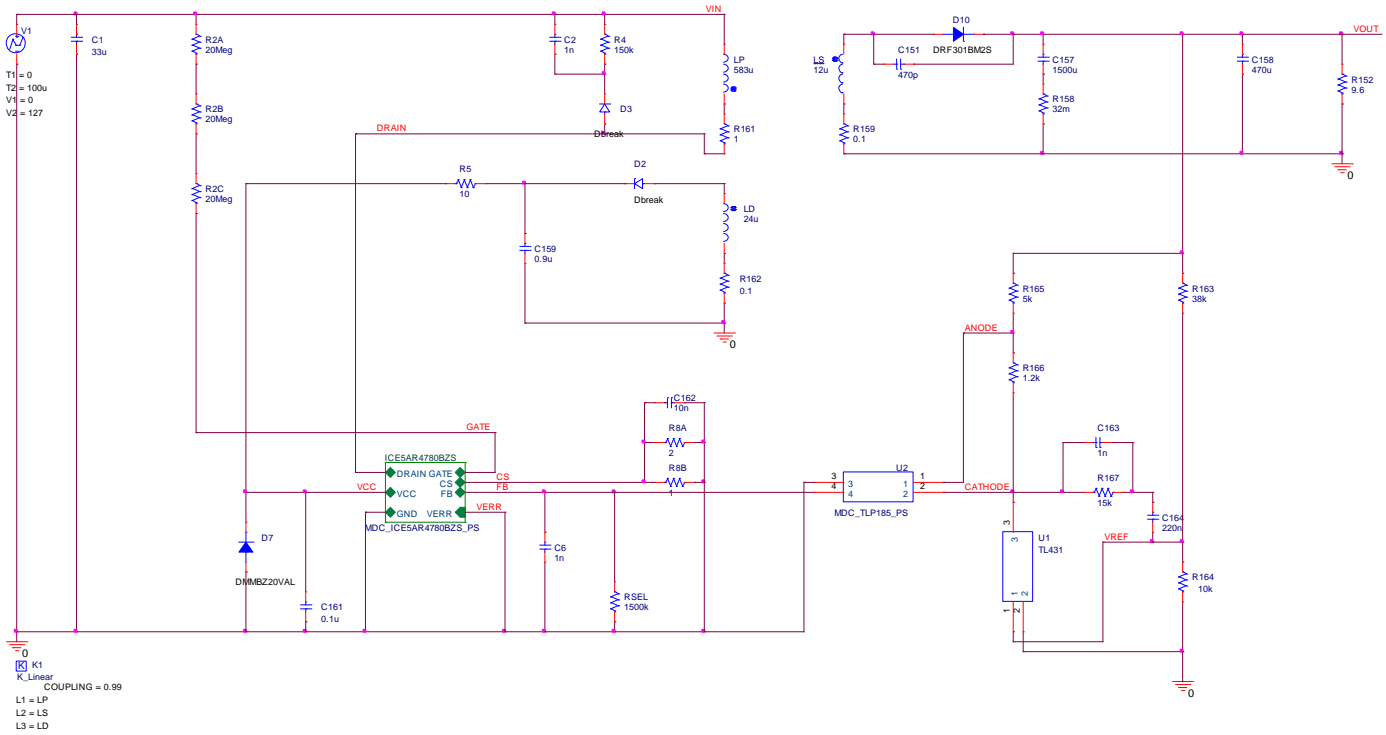 VIN
V1
T1 = 0
T2 = 100u
V1 = 0
V2 = 127
C1
33u
R2A
20Meg
R2B
20Meg
R2C
20Meg
C2
1n
R4
150k
D3
Dbreak
LP
583u
R161
1
DRAIN
R5
10
D2
Dbreak
C159
0.9u
LD
24u
R162
0.1
0
LS
12u
R159
0.1
C151
470p
D10
DRF301BM2S
C157
1500u
R158
32m
C158
470u
VOUT
R152
9.6
0
R165
5k
R163
38k
ANODE
R166
1.2k
GATE
C162
10n
R8A
2
R8B
1
ICE5AR4780BZS
DRAIN GATE
CS
VCC
FB
GND
VERR
MDC_ICE5AR4780BZS_PS
VCC
CS
FB
VERR
D7
DMMBZ20VAL
C161
0.1u
C6
1n
RSEL
1500k
U2
3
4
3
4
1
2
1
2
MDC_TLP185_PS
CATHODE
C163
1n
R167
15k
C164
220n
VREF
U1
TL431
3
3
1
2
1
2
R164
10k
0
0
K K1
K_Linear
COUPLING = 0.99
L1 = LP
L2 = LS
L3 = LD